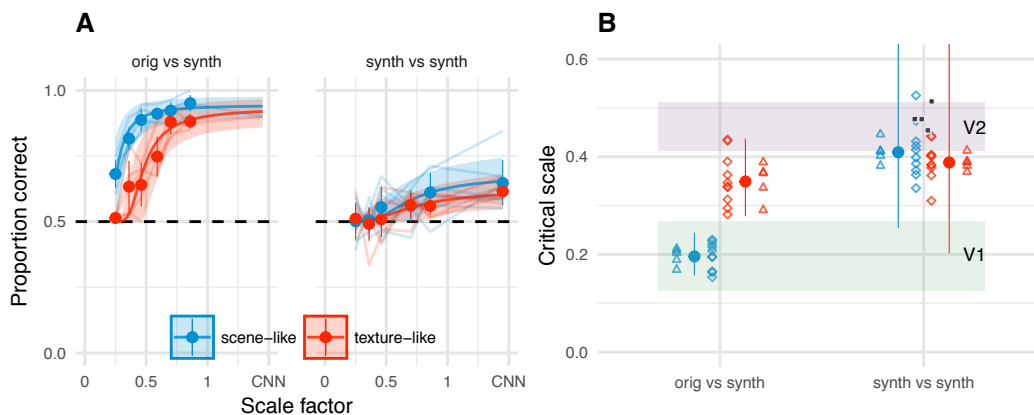 A
B
orig vs synth
synth vs synth
Proportion correct
1.0
0.5
0.0
scene−like
texture−like
0
0.5
1
CNN
0
0.5
1
CNN
Scale factor
Critical scale
0.6
0.4
0.2
0.0
V2
V1
orig vs synth
synth vs synth